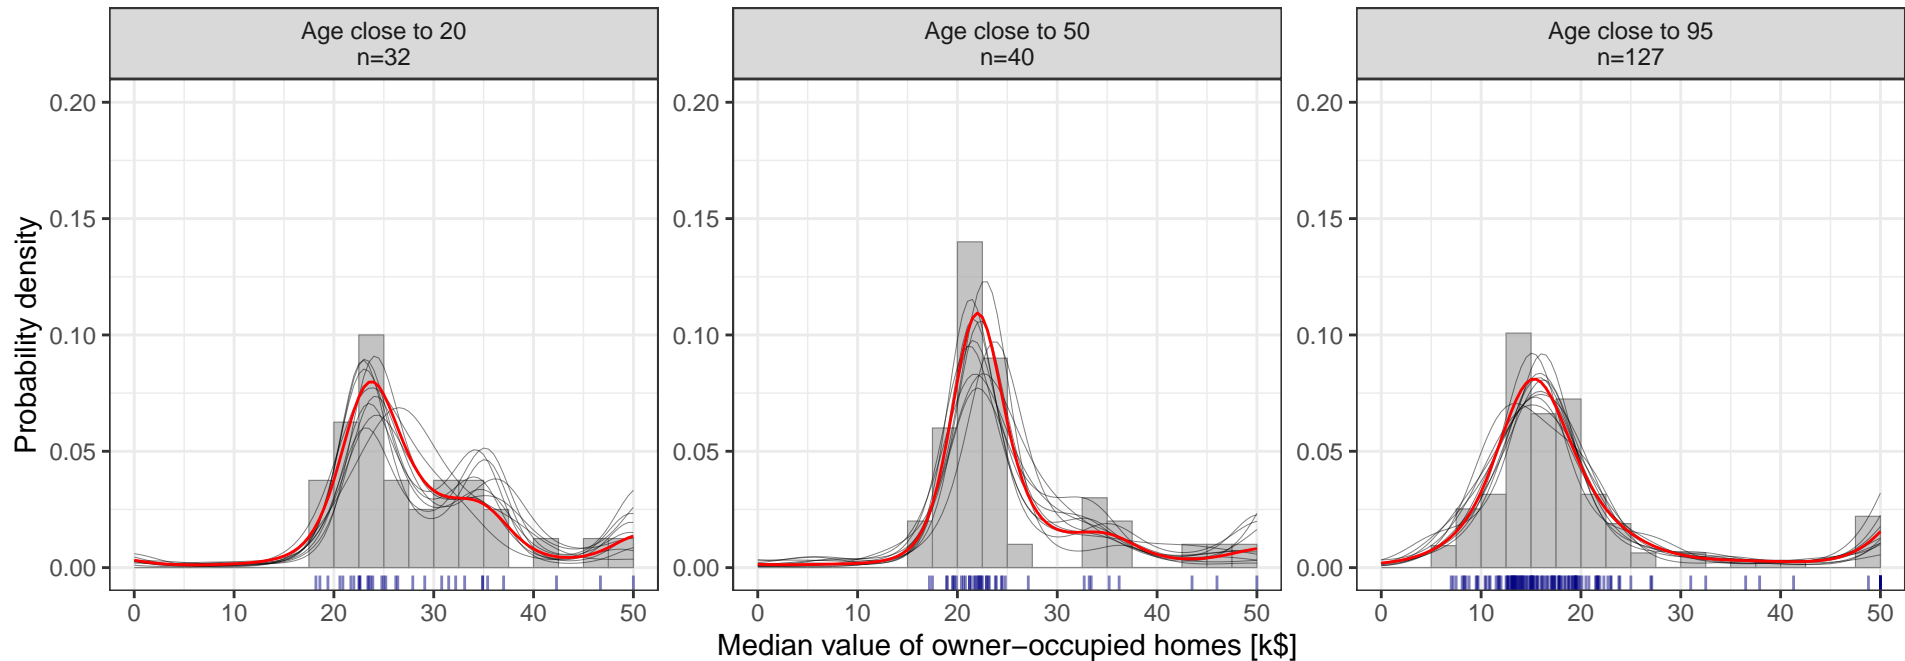 Age close to 20
n=32
Age close to 50
n=40
Age close to 95
n=127
Probability density
0.20
0.15
0.10
0.05
0.00
0.20
0.15
0.10
0.05
0.00
0.20
0.15
0.10
0.05
0.00
0 10 20 30 40 50
0 10 20 30 40 50
0 10 20 30 40 50
Median value of owner−occupied homes [k$]